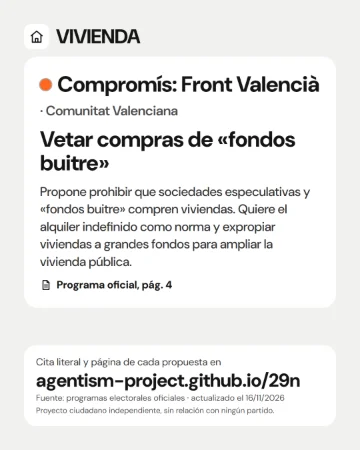 VIVIENDA
Compromís: Front Valencià
· Comunitat Valenciana
Vetar compras de «fondos
buitre»
Propone prohibir que sociedades especulativas y
«fondos buitre» compren viviendas. Quiere el
alquiler indefinido como norma y expropiar
viviendas a grandes fondos para ampliar la
vivienda pública.
Programa oficial, pág. 4
Cita literal y página de cada propuesta en
agentism-project.github.io/29n
Fuente: programas electorales oficiales · actualizado el 16/11/2026
Proyecto ciudadano independiente, sin relación con ningún partido.